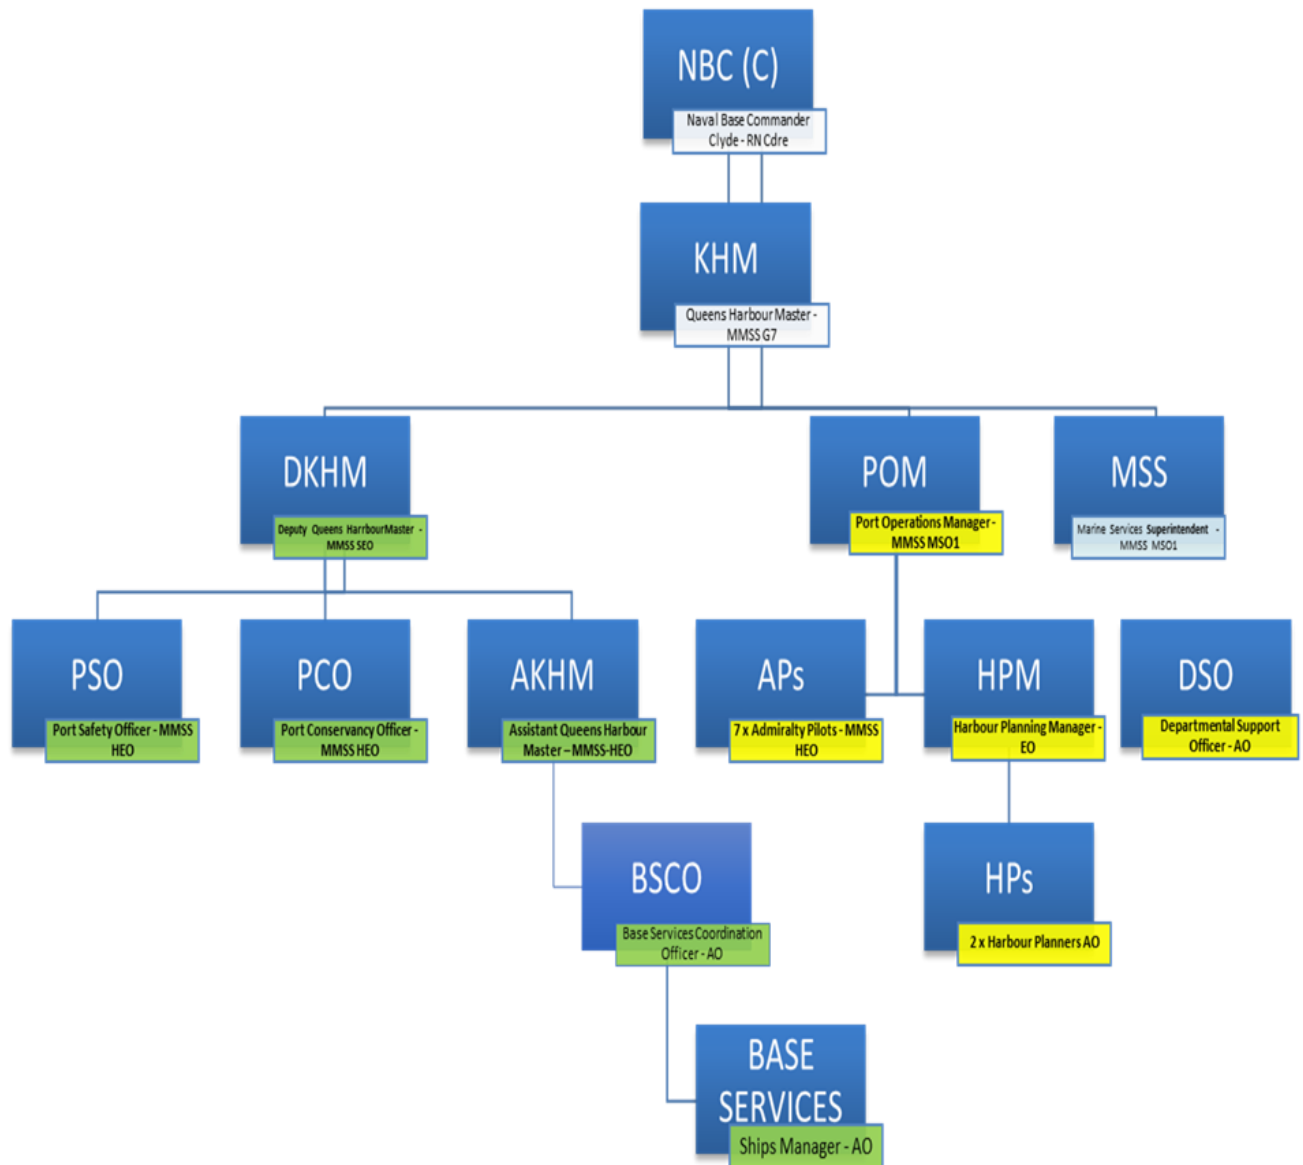 NBC (C)
Naval Base Commander
Clyde - RN Cdre
KHM
Queens Harbour Master -
MMSS G7
DKHM
Deputy Queens HarrbourMaster -
MMSS SEO
POM
Port Operations Manager-
MMSS MSO1
MSS
Marine Services Superintendent -
MMSS MSO1
PSO
Port Safety Officer - MMSS
HEO
PCO
Port Conservancy Officer -
MMSS HEO
AKHM
Assistant Queens Harbour
Master – MMSS-HEO
APs
7 x Admiralty Pilots - MMSS
HEO
HPM
Harbour Planning Manager -
EO
DSO
Departmental Support
Officer - AO
BSCO
Base Services Coordination
Officer - AO
HPs
2 x Harbour Planners AO
BASE
SERVICES
Ships Manager - AO